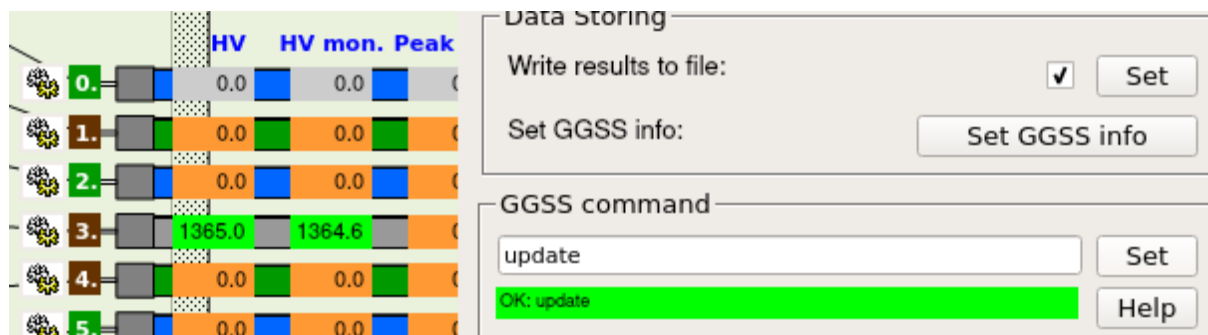 HV HV mon. Peak
0. 0.0 0.0
1. 0.0 0.0
2. 0.0 0.0
3. 1365.0 1364.6
4. 0.0 0.0
5. 0.0 0.0
Data Storing
Write results to file: Set
Set GGSS info: Set GGSS info
GGSS command
update Set
OK: update Help